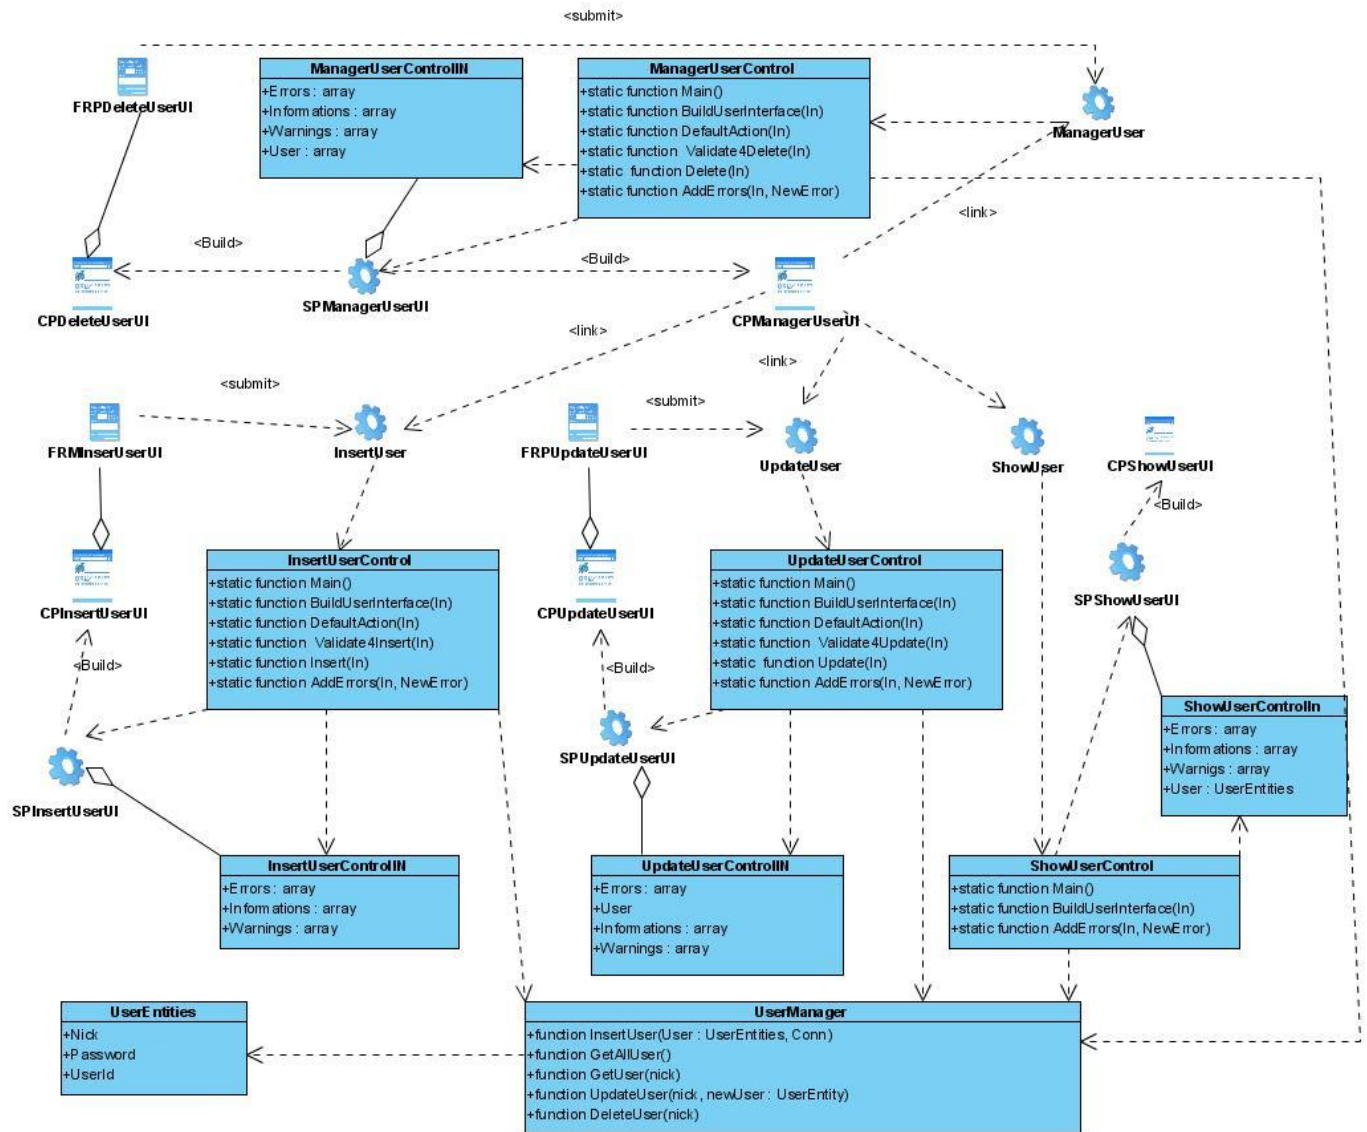 <submit>
FRPDeleteUserUI
ManagerUserControlIN
+Errors : array
+Informations : array
+Warnings : array
+User : array
ManagerUserControl
+static function Main()
+static function BuildUserInterface(In)
+static function DefaultAction(In)
+static function  Validate4Delete(In)
+static  function Delete(In)
+static function AddErrors(In, NewError)
ManagerUser
<link>
<Build>
<Build>
CPDeleteUserUI
SPManagerUserUI
CPManagerUserUI
<link>
<link>
<submit>
<submit>
FRMInserUserUI
InsertUser
FRPUpdateUserUI
UpdateUser
ShowUser
CPShowUserUI
<Build>
InsertUserControl
+static function Main()
+static function BuildUserInterface(In)
+static function DefaultAction(In)
+static function  Validate4Insert(In)
+static function Insert(In)
+static function AddErrors(In, NewError)
UpdateUserControl
+static function Main()
+static function BuildUserInterface(In)
+static function DefaultAction(In)
+static function  Validate4Update(In)
+static  function Update(In)
+static function AddErrors(In, NewError)
CPInsertUserUI
CPUpdateUserUI
SPShowUserUI
<Build>
<Build>
ShowUserControlIn
+Errors : array
+Informations : array
+Warnigs : array
+User : UserEntities
SPInsertUserUI
SPUpdateUserUI
InsertUserControlIN
+Errors : array
+Informations : array
+Warnings : array
UpdateUserControlIN
+Errors : array
+User
+Informations : array
+Warnings : array
ShowUserControl
+static function Main()
+static function BuildUserInterface(In)
+static function AddErrors(In, NewError)
UserEntities
+Nick
+Password
+UserId
UserManager
+function InsertUser(User : UserEntities, Conn)
+function GetAllUser()
+function GetUser(nick)
+function UpdateUser(nick, newUser : UserEntity)
+function DeleteUser(nick)